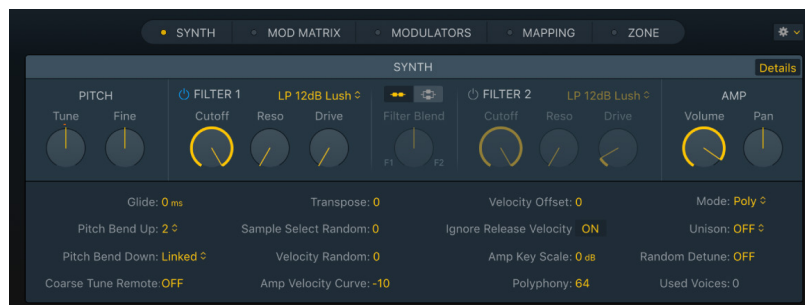 SYNTH MOD MATRIX MODULATORS MAPPING ZONE
SYNTH Details
PITCH FILTER 1 LP 12dB Lush FILTER 2 LP 12dB Lush AMP
Tune Fine Cutoff Reso Drive Filter Blend Cutoff Reso Drive Volume Pan
F1 F2
Glide: 0 ms Transpose: 0 Velocity Offset: 0 Mode: Poly
Pitch Bend Up: 2 Sample Select Random: 0 Ignore Release Velocity ON Unison: OFF
Pitch Bend Down: Linked Velocity Random: 0 Amp Key Scale: 0 dB Random Detune: OFF
Coarse Tune Remote: OFF Amp Velocity Curve: -10 Polyphony: 64 Used Voices: 0